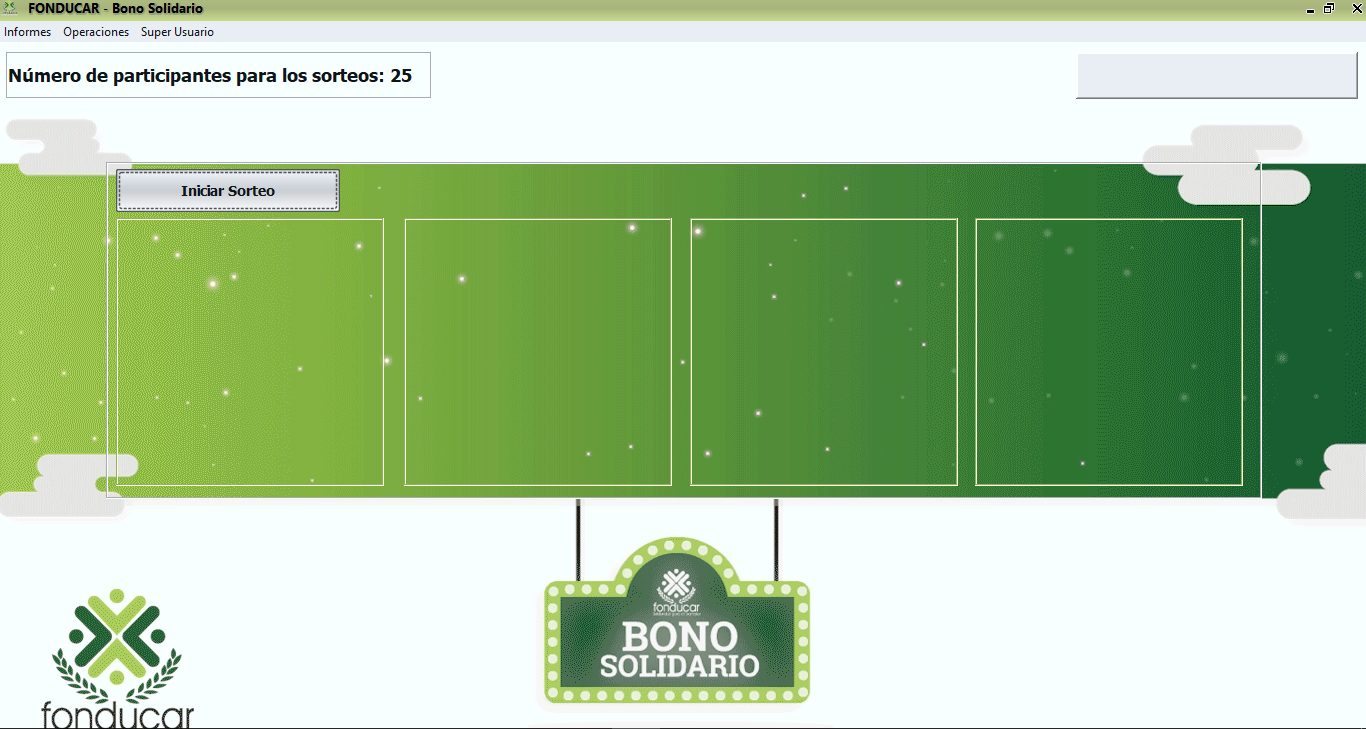 FONDUCAR - Bono Solidario
Informes Operaciones Super Usuario
Número de participantes para los sorteos: 25
Iniciar Sorteo
fonducar
BONO
SOLIDARIO
fonducar